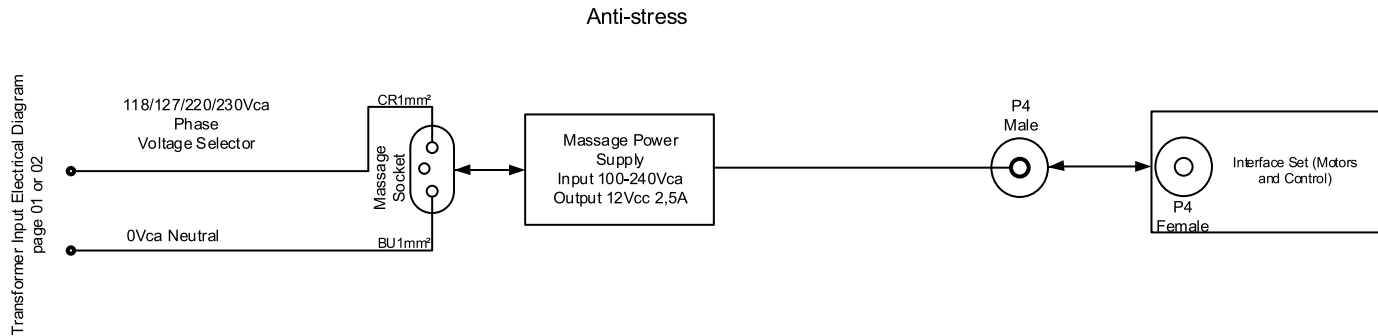 Anti-stress
Transformer Input Electrical Diagram
page 01 or 02
118/127/220/230Vca
Phase
Voltage Selector
0Vca Neutral
CR1mm²
Massage
Socket
BU1mm²
Massage Power
Supply
Input 100-240Vca
Output 12Vcc 2,5A
P4
Male
P4
Female
Interface Set (Motors
and Control)